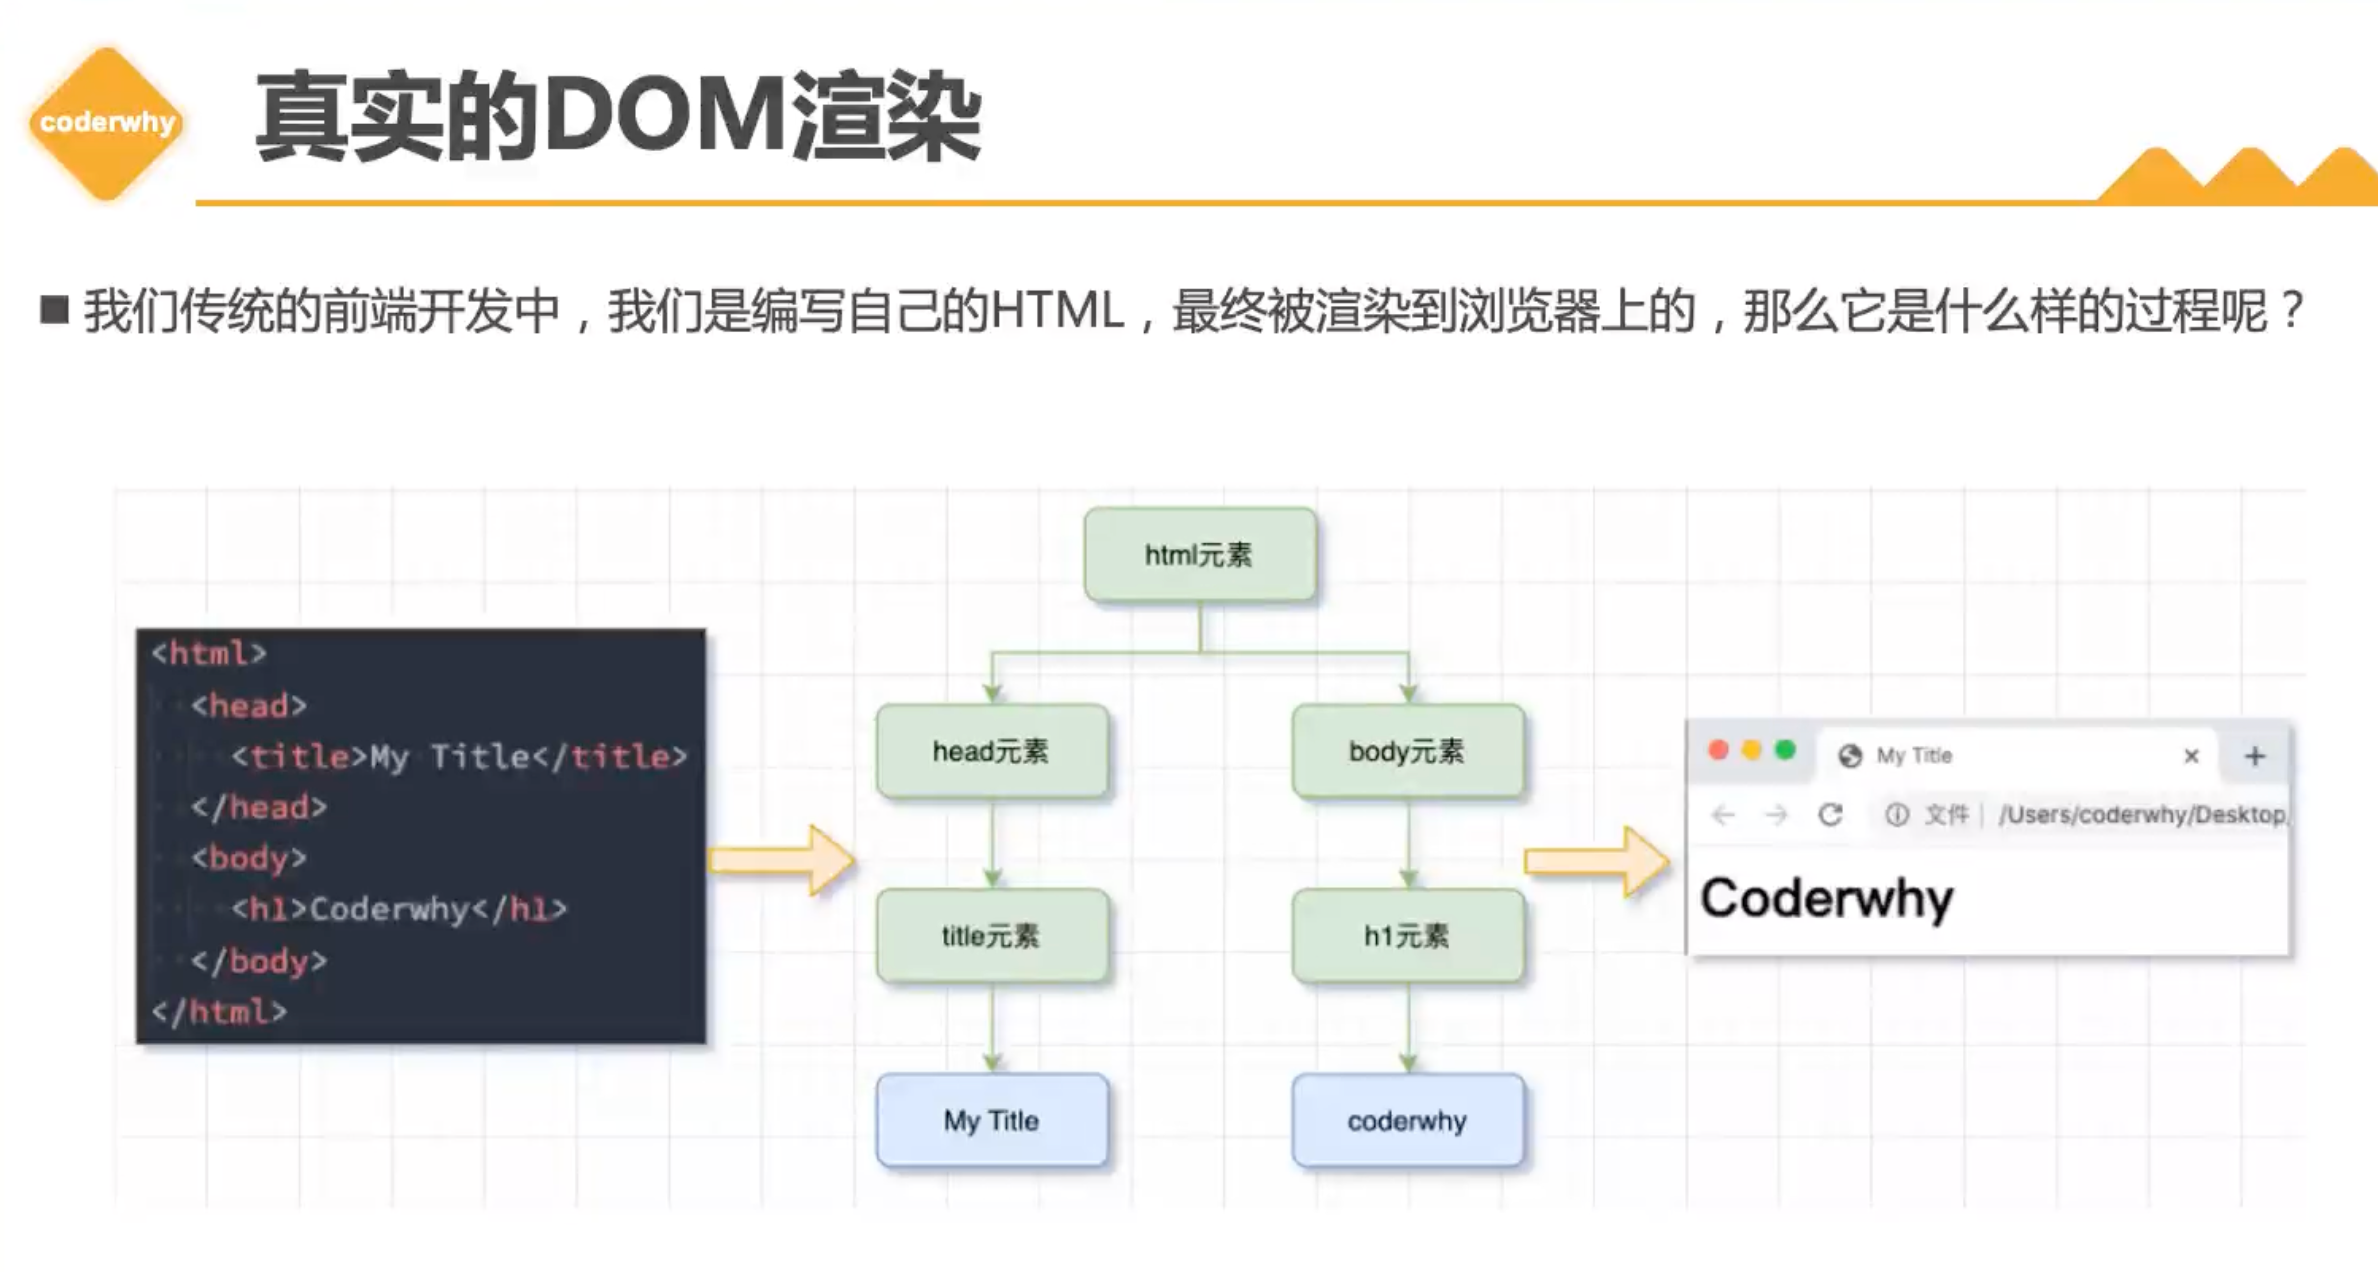 coderwhy
真实的DOM渲染
■ 我们传统的前端开发中，我们是编写自己的HTML，最终被渲染到浏览器上的，那么它是什么样的过程呢？
<html>
<head>
<title>My Title</title>
</head>
<body>
<h1>Coderwhy</h1>
</body>
</html>
html元素
head元素
body元素
title元素
h1元素
My Title
coderwhy
My Title
文件 | /Users/coderwhy/Desktop
Coderwhy